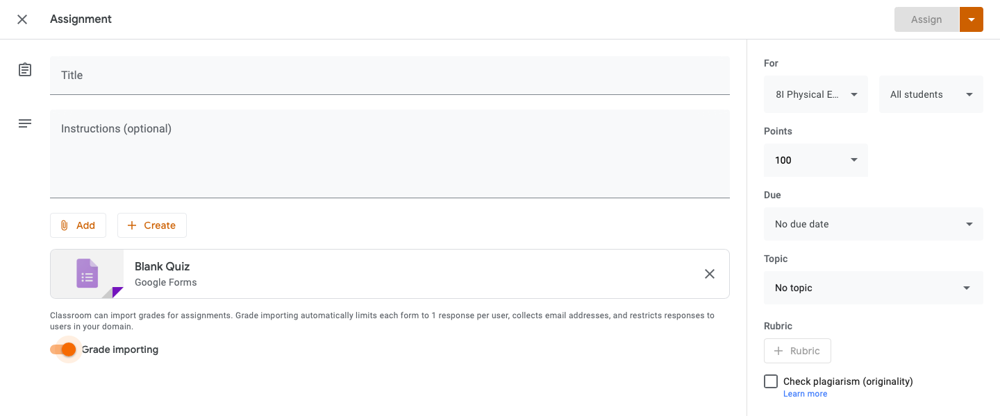 Assignment
Assign
Title
Instructions (optional)
Add
Create
Blank Quiz
Google Forms
Classroom can import grades for assignments. Grade importing automatically limits each form to 1 response per user, collects email addresses, and restricts responses to
users in your domain.
Grade importing
For
8I Physical E...
All students
Points
100
Due
No due date
Topic
No topic
Rubric
Rubric
Check plagiarism (originality)
Learn more